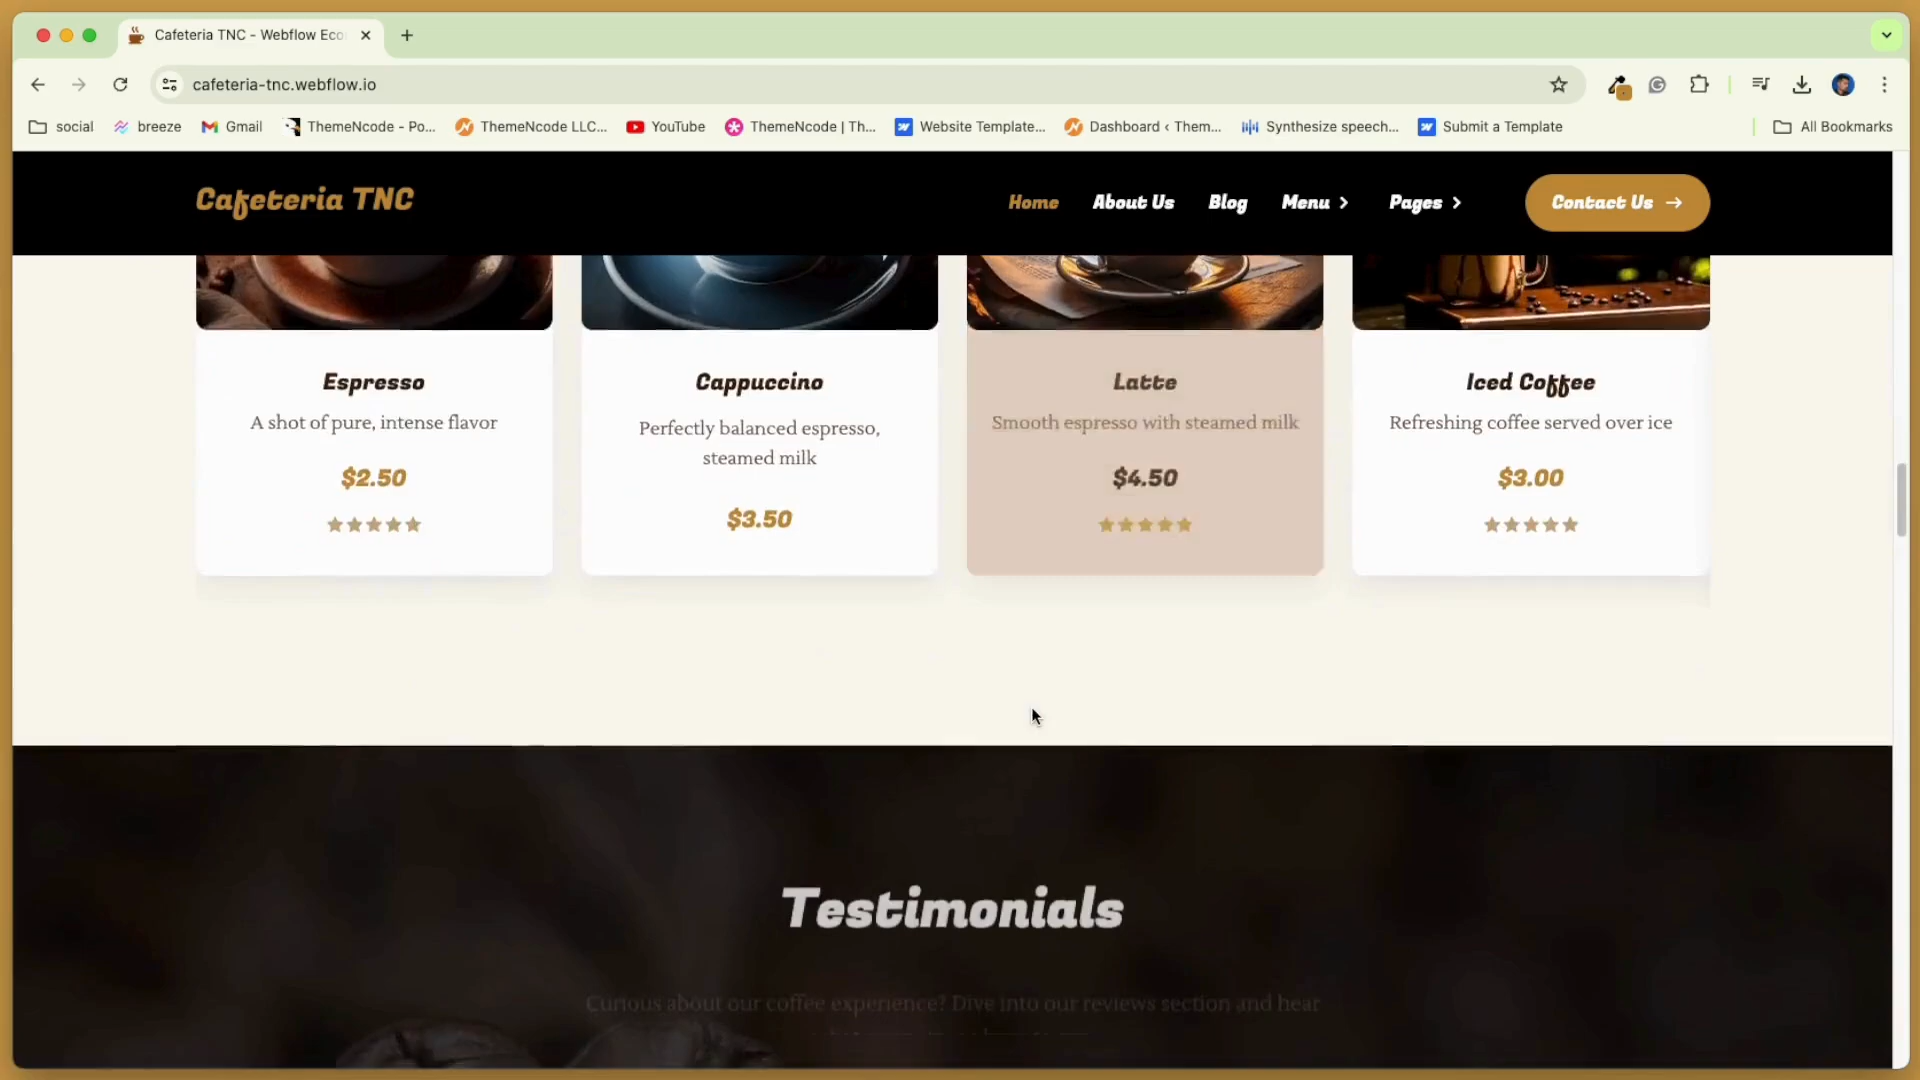 Cafeteria TNC - Webflow Eco
cafeteria-tnc.webflow.io
social
breeze
Gmail
ThemeNcode - Po...
ThemeNcode LLC...
YouTube
ThemeNcode | Th...
Website Template...
Dashboard ‹ Them...
Synthesize speech...
Submit a Template
All Bookmarks
Cafeteria TNC
Home
About Us
Blog
Menu
Pages
Contact Us
Espresso
A shot of pure, intense flavor
$2.50
Cappuccino
Perfectly balanced espresso,
steamed milk
$3.50
Latte
Smooth espresso with steamed milk
$4.50
Iced Coffee
Refreshing coffee served over ice
$3.00
Testimonials
Curious about our coffee experience? Dive into our reviews section and hear